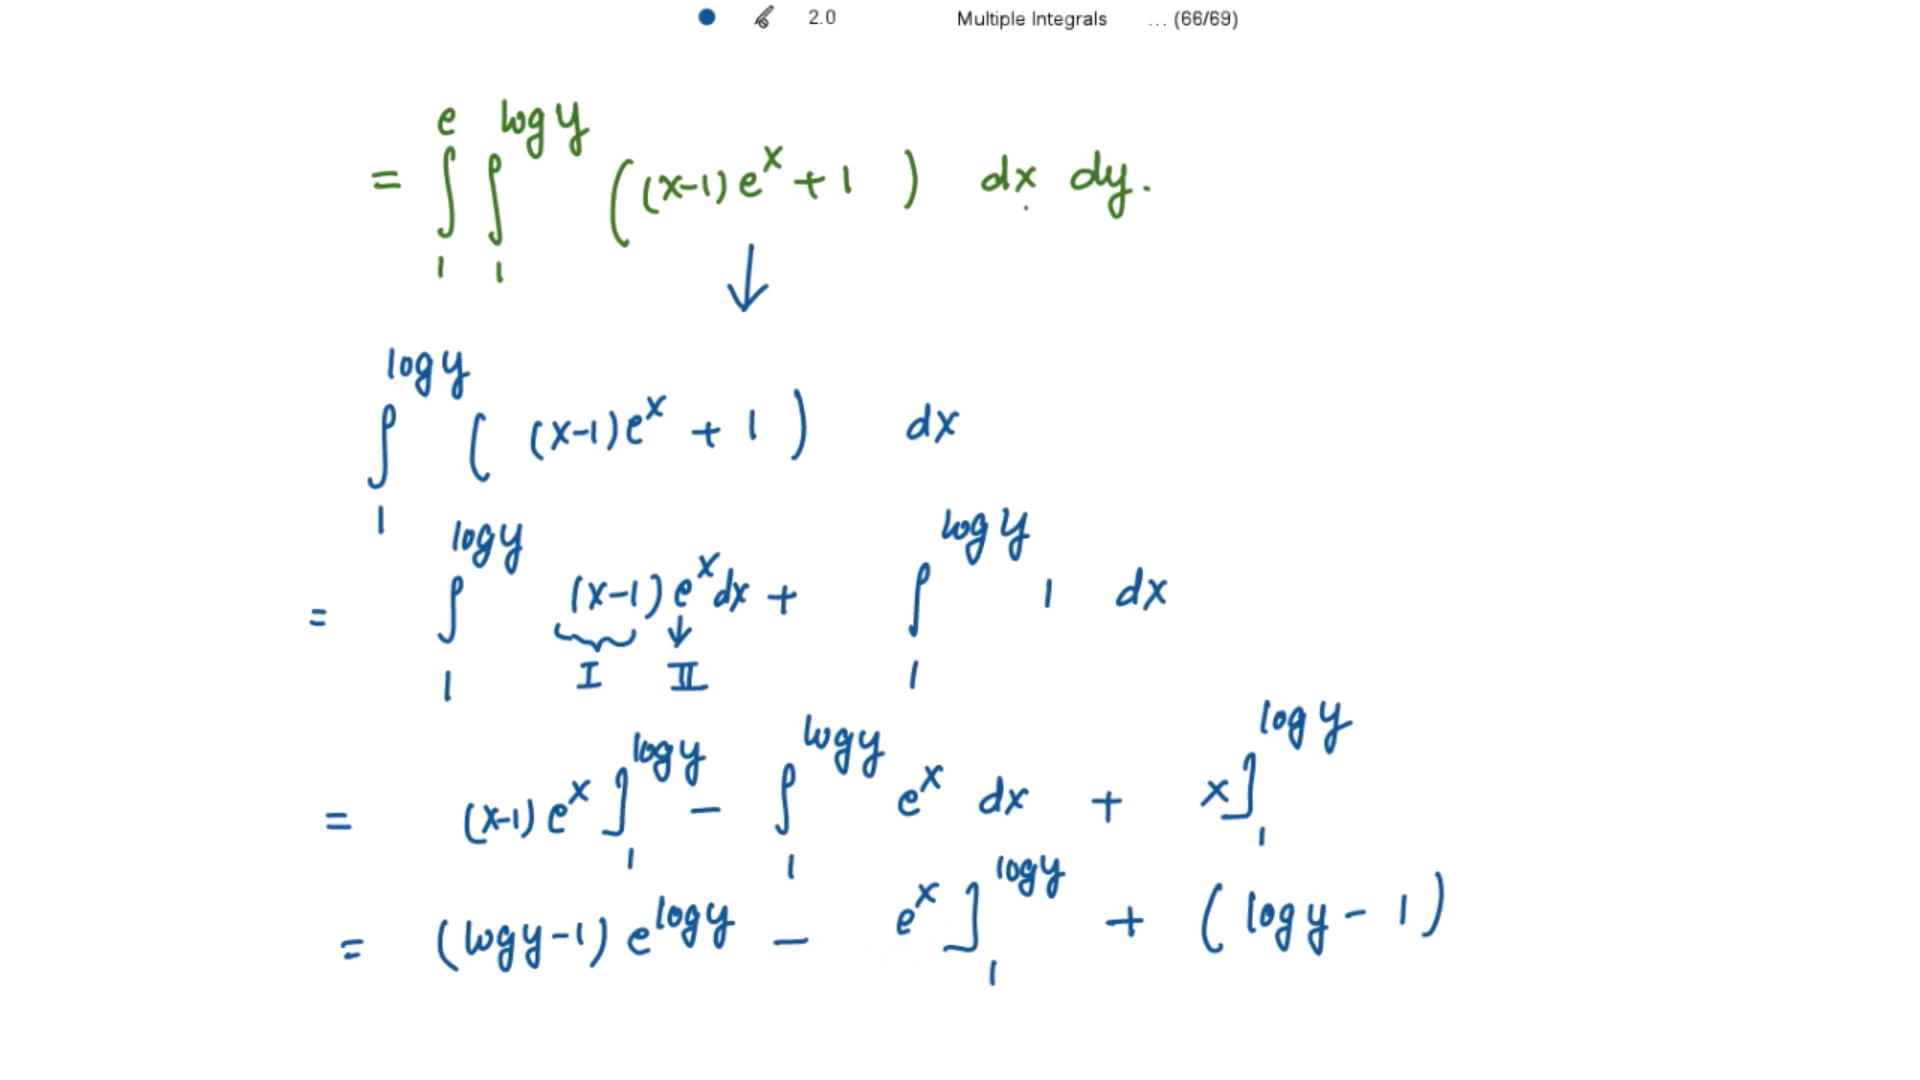 2.0 Multiple Integrals ... (66/69)
= ∫₁^e ∫₁^{log y} ((x-1)e^x + 1) dx dy.
↓
∫₁^{log y} ((x-1)e^x + 1) dx
= ∫₁^{log y} (x-1) e^x dx + ∫₁^{log y} 1 dx
I II
= (x-1) e^x]₁^{log y} - ∫₁^{log y} e^x dx + x]₁^{log y}
= (log y-1) e^{log y} - e^x]₁^{log y} + (log y - 1)